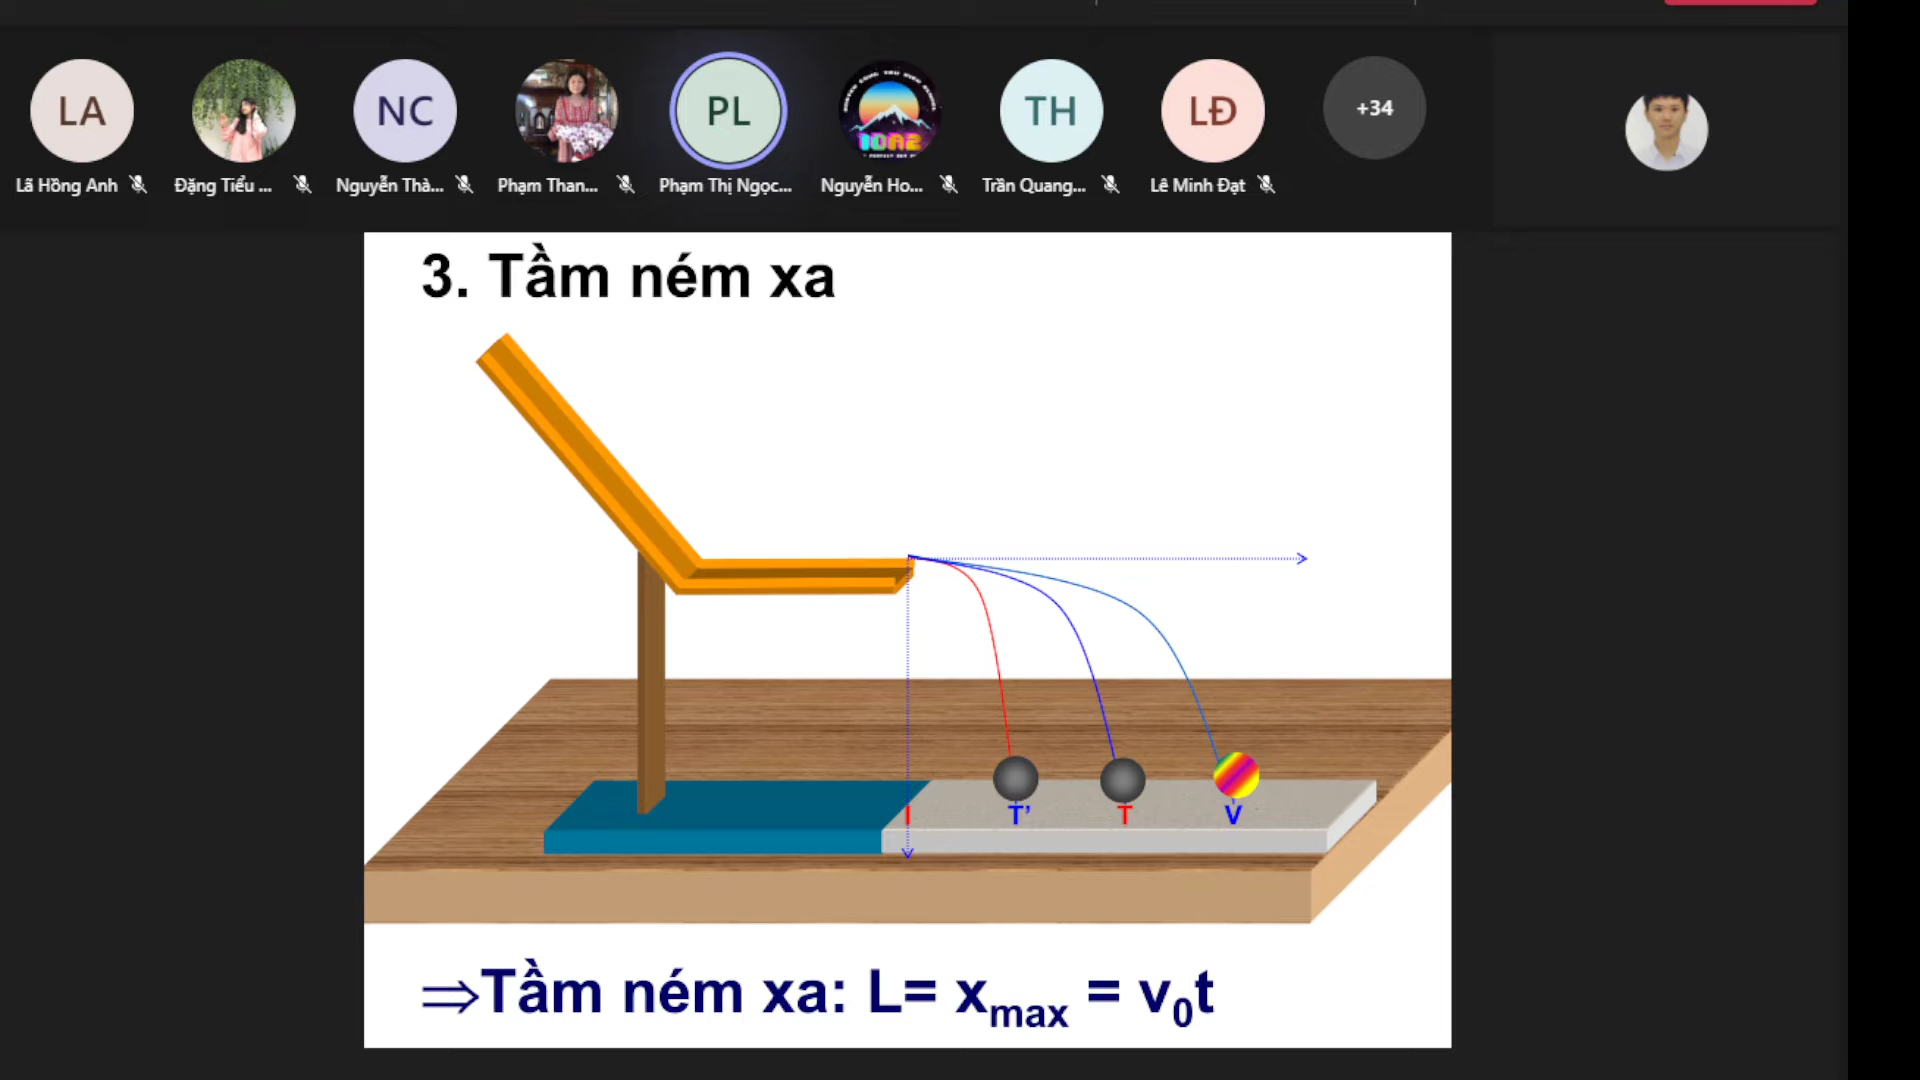 LA
NC
PL
10A2
TH
LĐ
+34
Lã Hồng Anh
Đặng Tiểu ...
Nguyễn Thà...
Phạm Than...
Phạm Thị Ngọc...
Nguyễn Ho...
Trần Quang...
Lê Minh Đạt
3. Tầm ném xa
I
T’
T
V
⇒Tầm ném xa: L= xmax = v0t